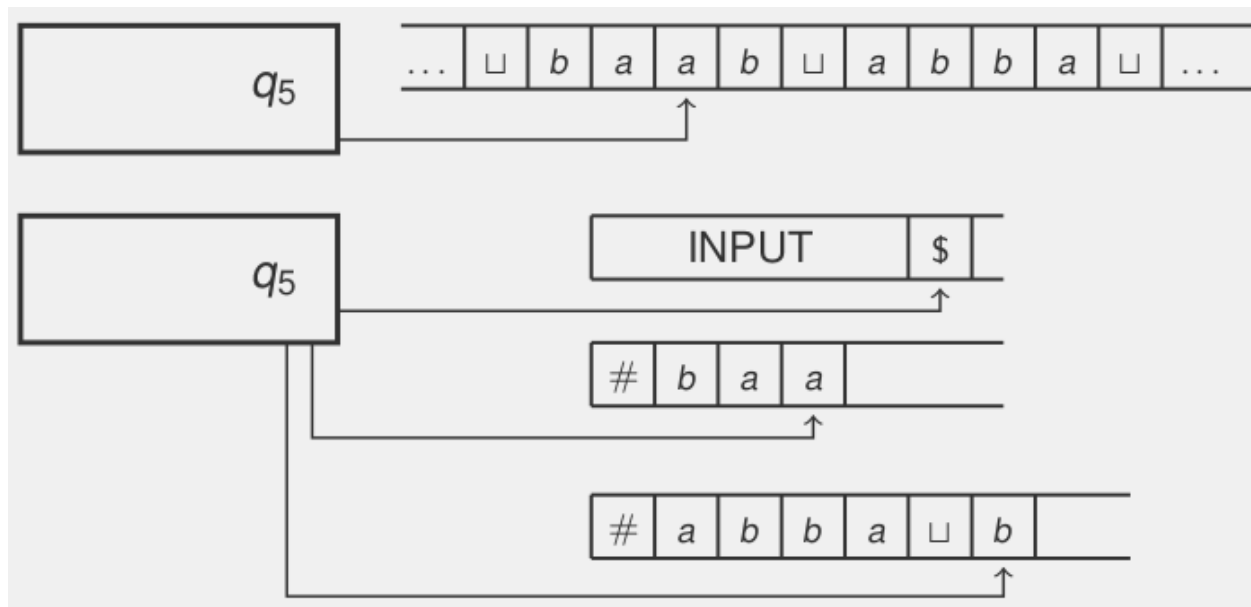 q5 ... ⊔ b a a b ⊔ a b b a ⊔ ...
q5 INPUT $
# b a a
# a b b a ⊔ b